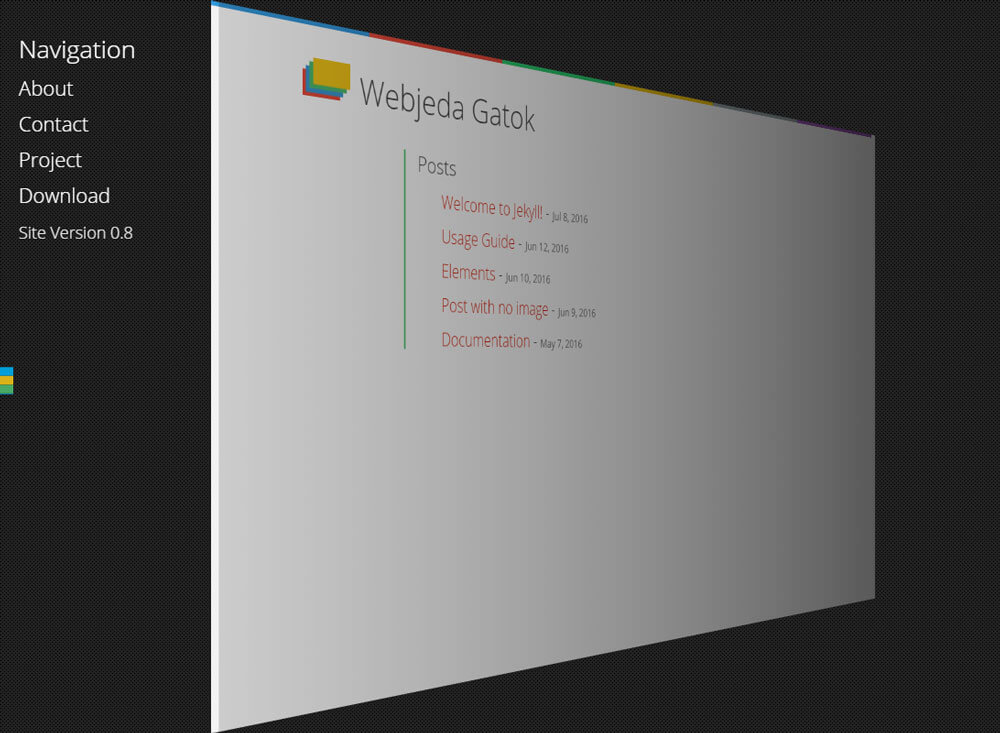 Navigation
About
Contact
Project
Download
Site Version 0.8
Webjeda Gatok
Posts
Welcome to Jekyll! - Jul 8, 2016
Usage Guide - Jun 12, 2016
Elements - Jun 10, 2016
Post with no image - Jun 9, 2016
Documentation - May 7, 2016